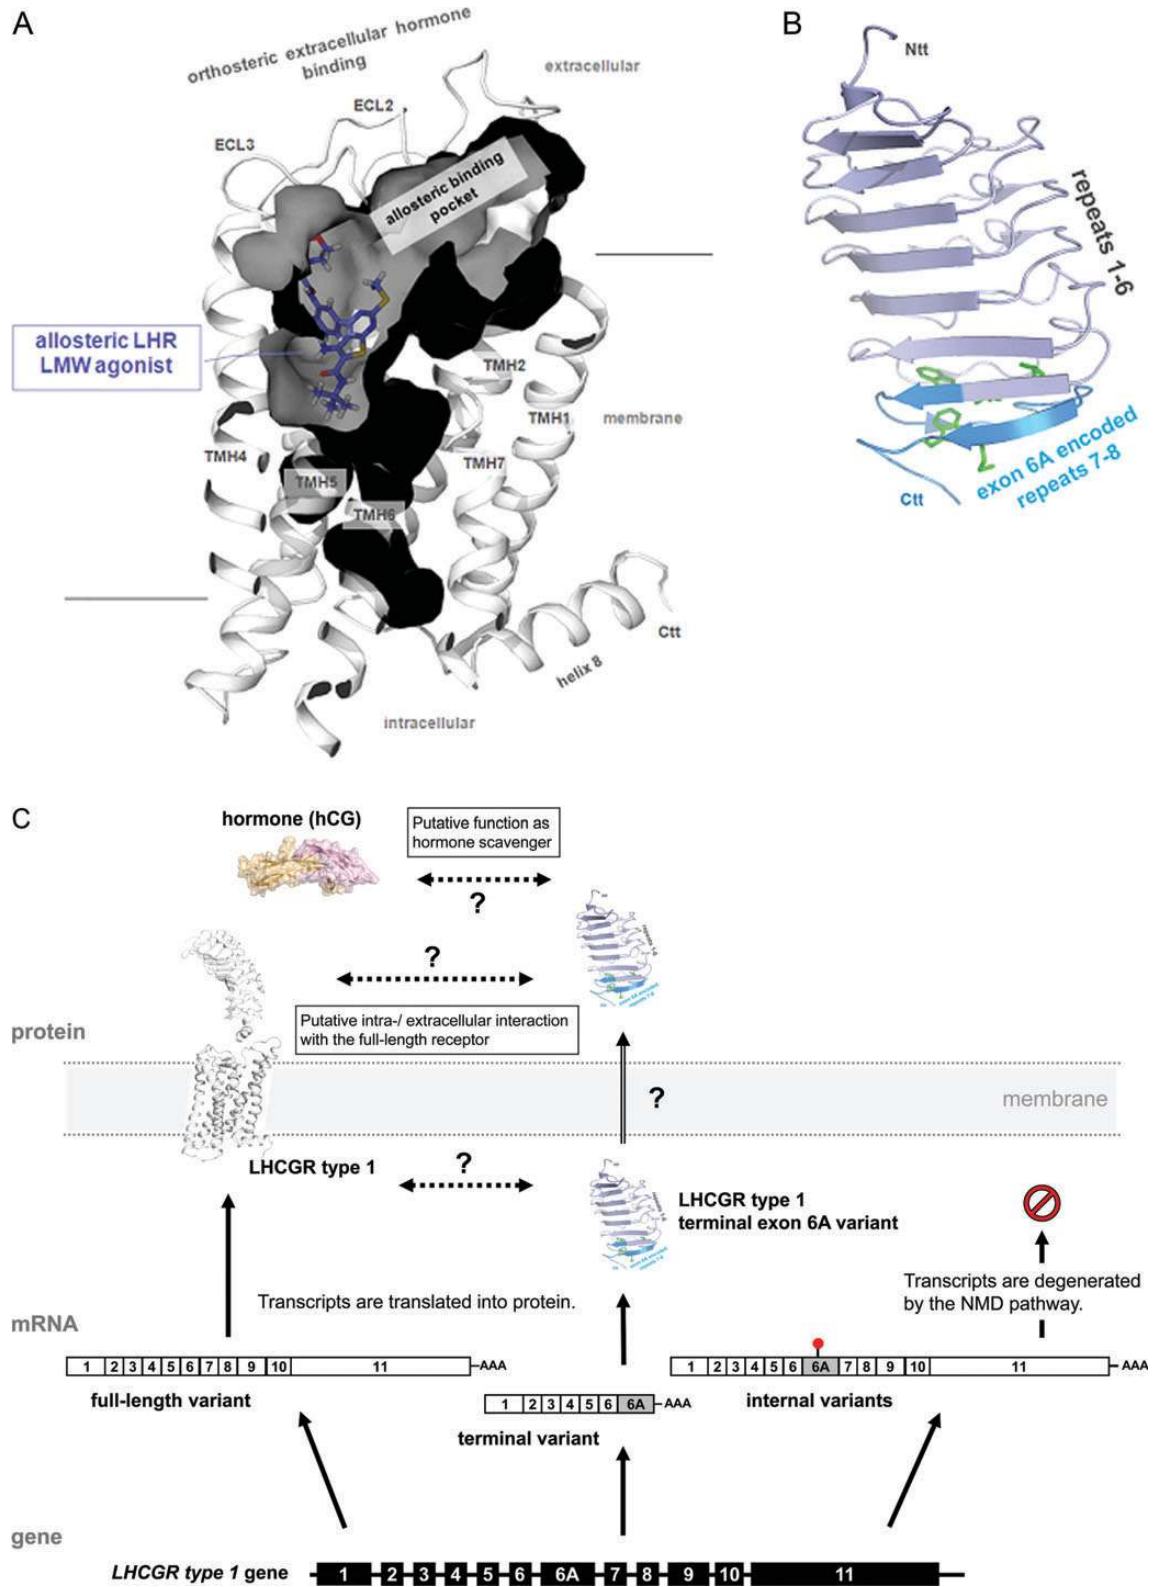 A
orthosteric extracellular hormone
binding
extracellular
ECL2
ECL3
allosteric binding
pocket
allosteric LHR
LMW agonist
TMH2
TMH1
membrane
TMH4
TMH7
TMH5
TMH6
Ctt
helix 8
intracellular
B
Ntt
repeats 1-6
exon 6A encoded
repeats 7-8
Ctt
C
hormone (hCG)
Putative function as
hormone scavenger
?
?
Putative intra-/ extracellular interaction
with the full-length receptor
protein
membrane
?
LHCGR type 1
?
LHCGR type 1
terminal exon 6A variant
exon 6A encoded
repeats 7-8
Transcripts are translated into protein.
Transcripts are degenerated
by the NMD pathway.
mRNA
1 2 3 4 5 6 7 8 9 10 11 AAA
full-length variant
1 2 3 4 5 6 6A AAA
terminal variant
1 2 3 4 5 6 6A 7 8 9 10 11 AAA
internal variants
gene
LHCGR type 1 gene 1 2 3 4 5 6 6A 7 8 9 10 11